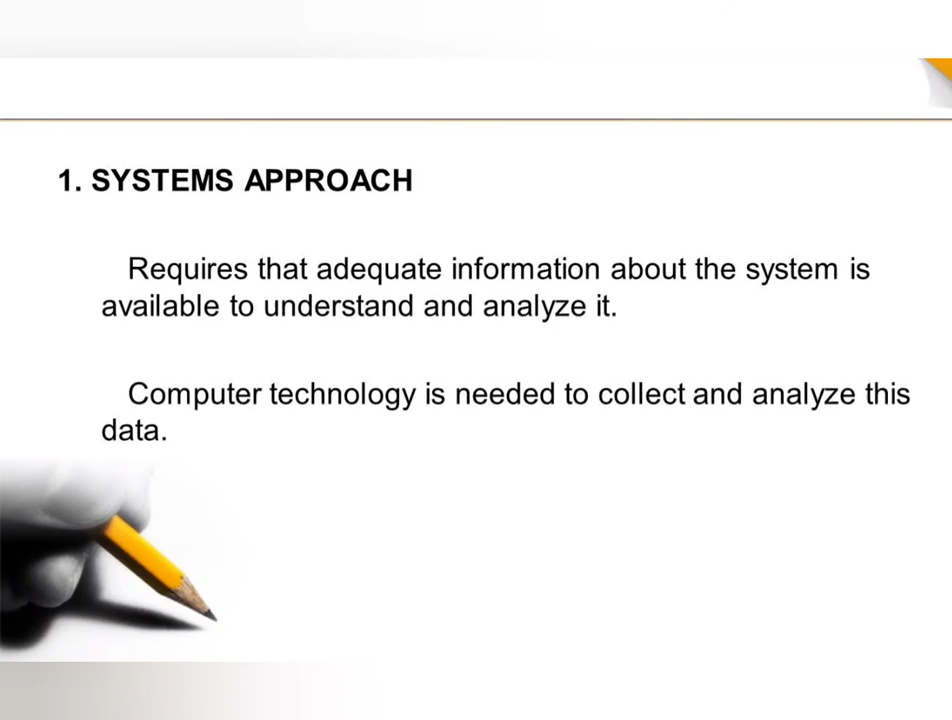 1. SYSTEMS APPROACH
Requires that adequate information about the system is
available to understand and analyze it.
Computer technology is needed to collect and analyze this
data.